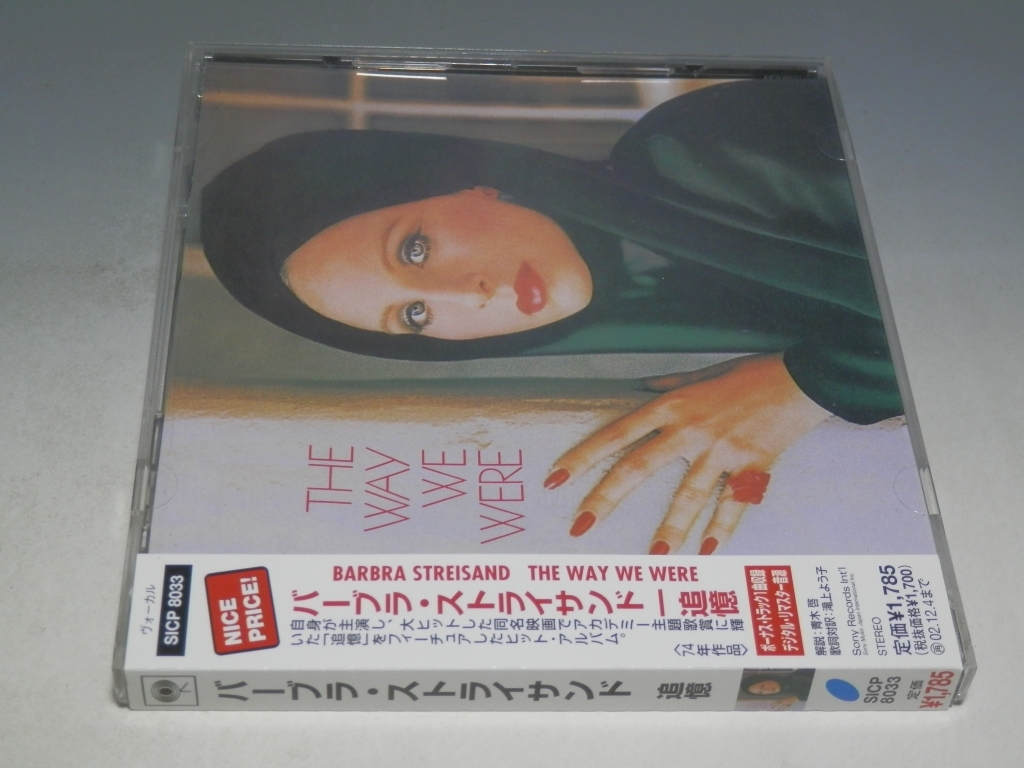 THE
WAY
WE
WERE
ヴォーカル
SICP 8033
NICE
PRICE!
BARBRA STREISAND THE WAY WE WERE
バーブラ・ストライサンド―追憶
自身が主演し、大ヒットした同名映画でアカデミー主題歌賞に輝
いた「追憶」をフィーチュアしたヒット・アルバム。
〈74年作品〉
ボーナス・トラック1曲収録
デジタル・リマスター音源
解説:青木 啓
歌詞対訳:滝上よう子
Sony Records Int'l
STEREO
定価¥1,785
(税抜価格¥1,700)
02.12.4まで
バーブラ・ストライサンド 追憶
SICP
8033
定価
¥1,785